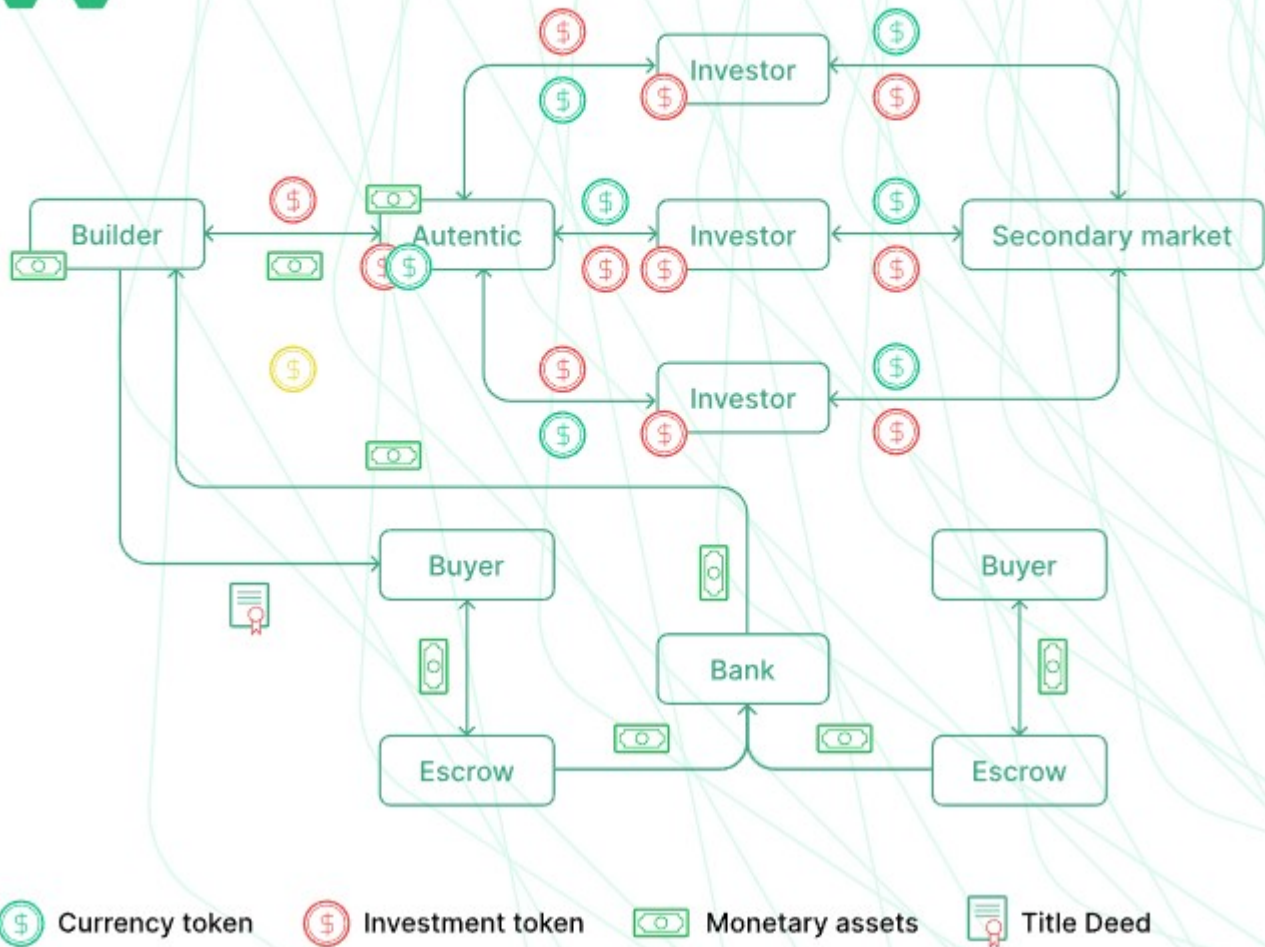 Investor
Builder
Autentic
Investor
Secondary market
Investor
Buyer
Buyer
Bank
Escrow
Escrow
Currency token
Investment token
Monetary assets
Title Deed